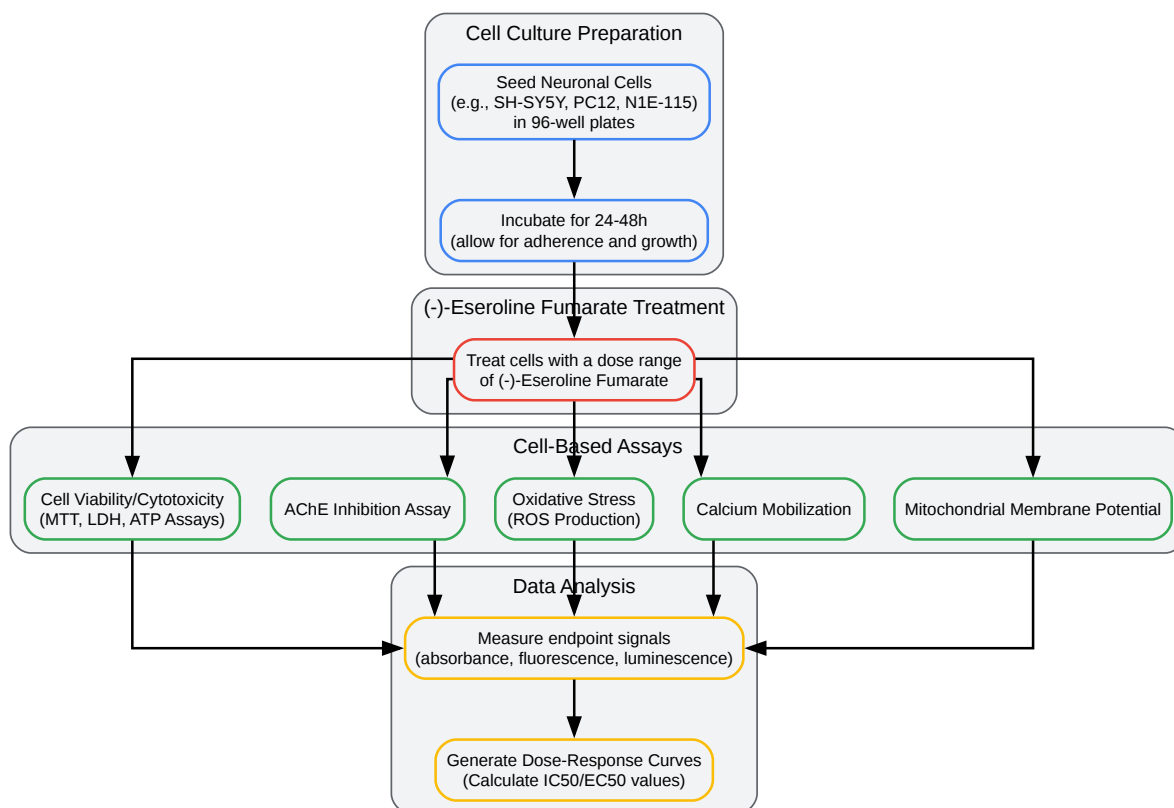 Cell Culture Preparation
Seed Neuronal Cells
(e.g., SH-SY5Y, PC12, N1E-115)
in 96-well plates
Incubate for 24-48h
(allow for adherence and growth)
(-)-Eseroline Fumarate Treatment
Treat cells with a dose range
of (-)-Eseroline Fumarate
Cell-Based Assays
Cell Viability/Cytotoxicity
(MTT, LDH, ATP Assays)
AChE Inhibition Assay
Oxidative Stress
(ROS Production)
Calcium Mobilization
Mitochondrial Membrane Potential
Data Analysis
Measure endpoint signals
(absorbance, fluorescence, luminescence)
Generate Dose-Response Curves
(Calculate IC50/EC50 values)